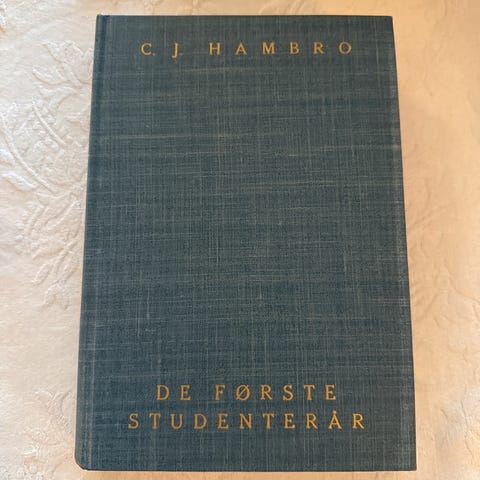 C. J. HAMBRO
DE FØRSTE
STUDENTERÅR